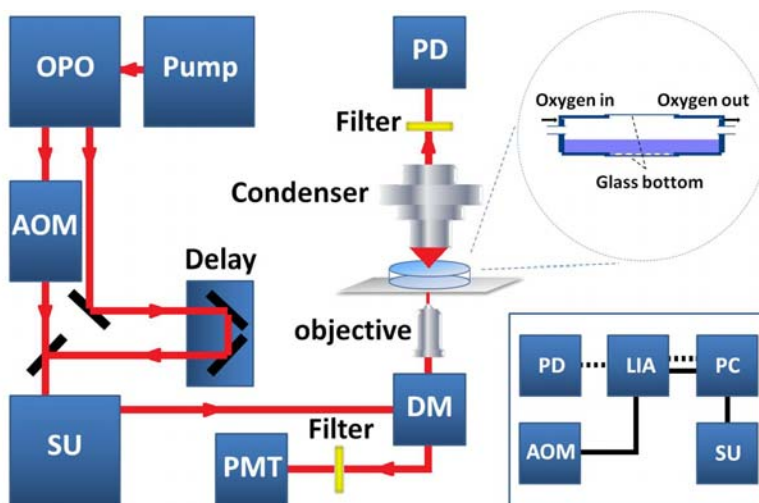 OPO
Pump
PD
Filter
Oxygen in
Oxygen out
Glass bottom
Condenser
AOM
Delay
objective
SU
DM
Filter
PMT
PD
LIA
PC
AOM
SU